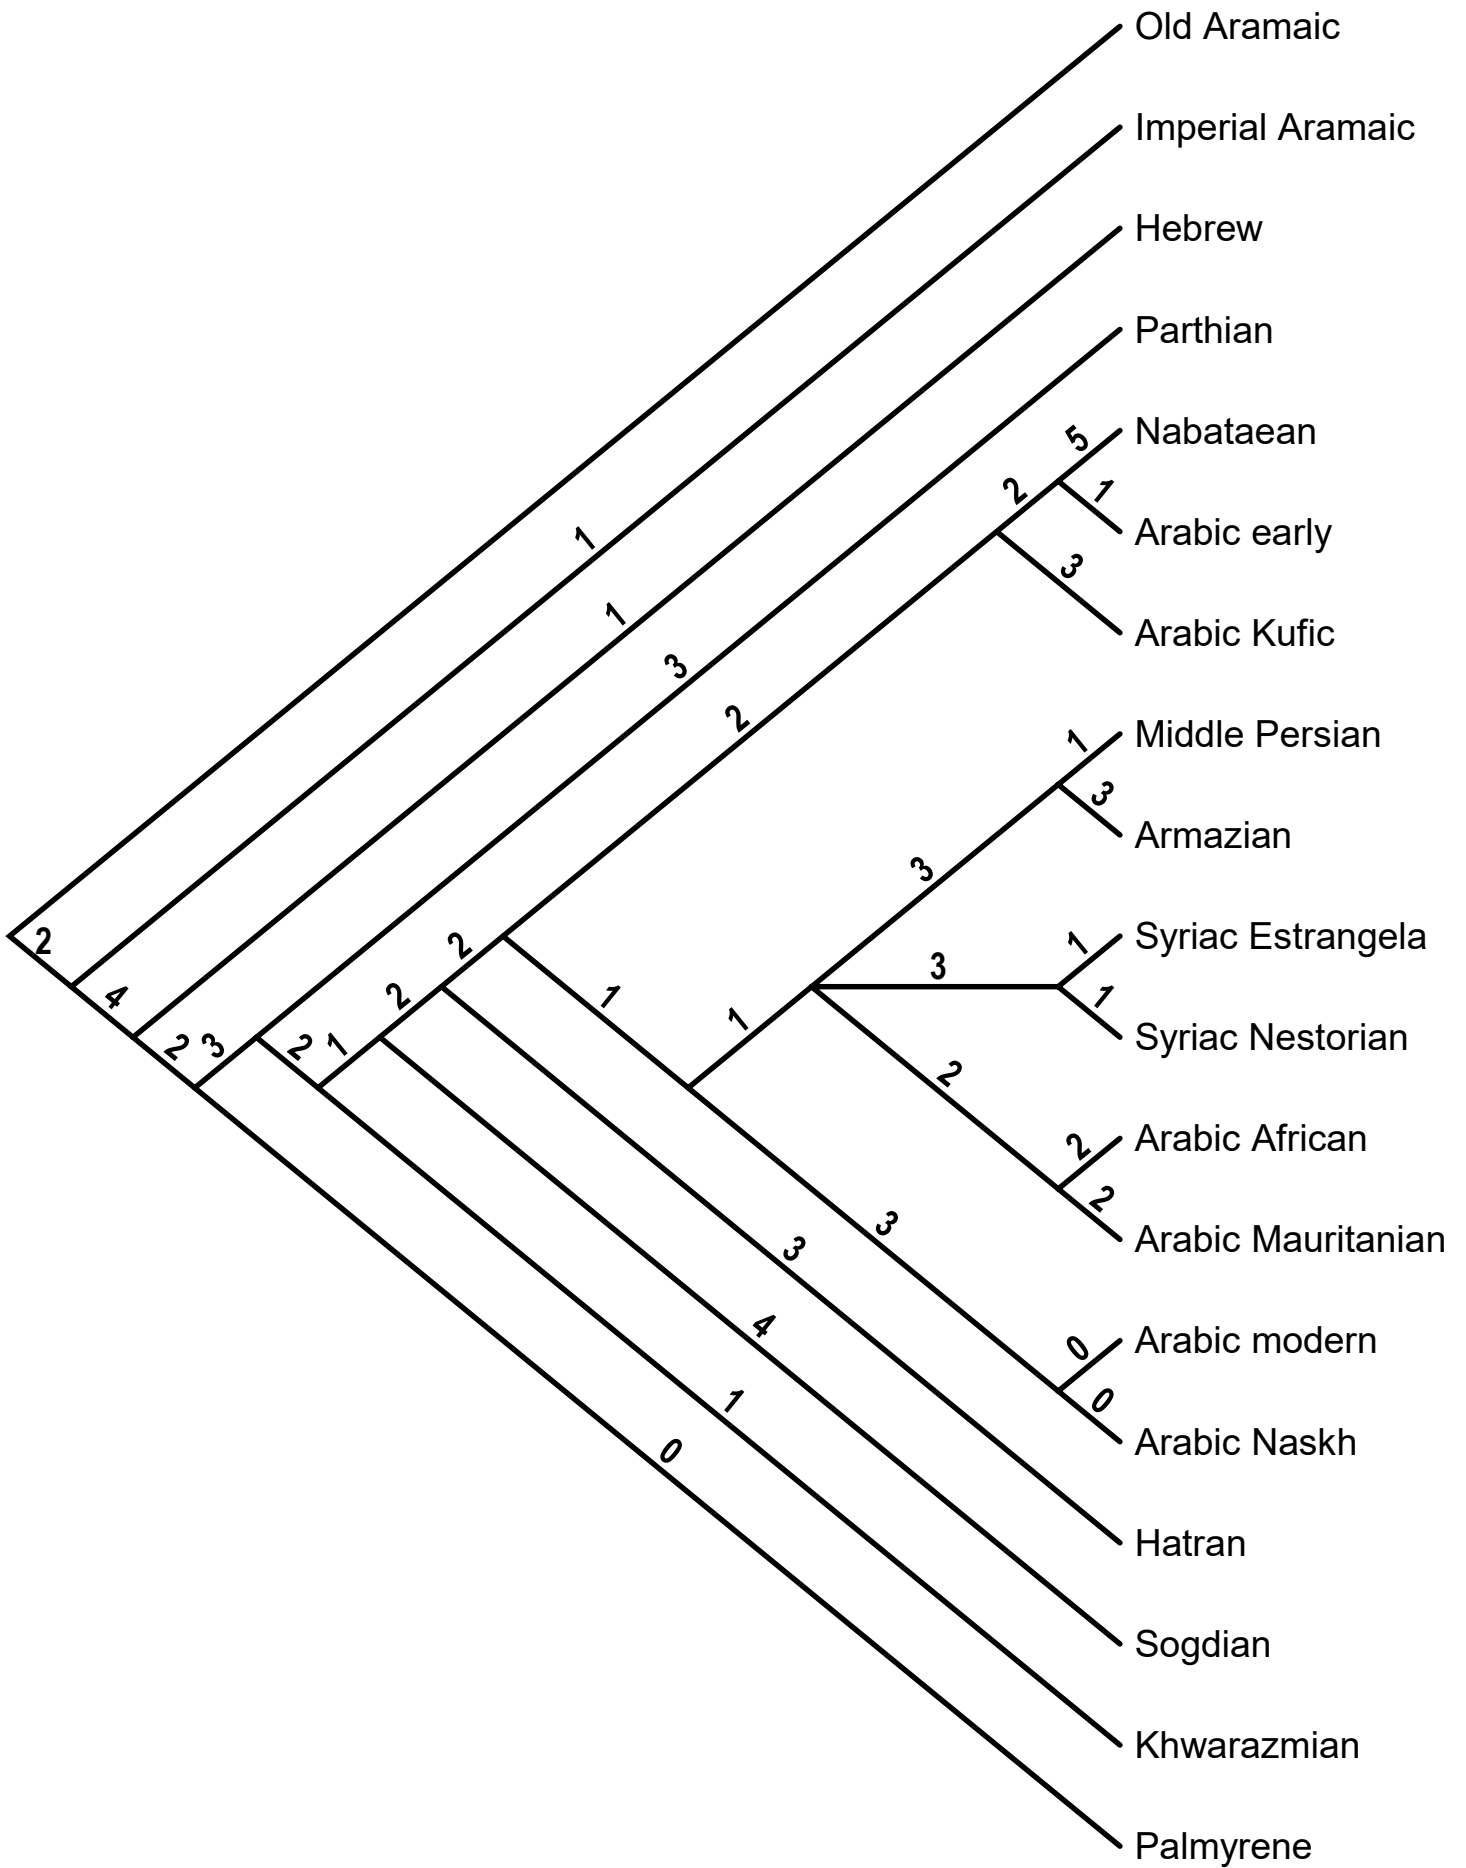 Old Aramaic
Imperial Aramaic
Hebrew
Parthian
5 Nabataean
2
1
Arabic early
1
3
Arabic Kufic
1
3
2
1 Middle Persian
3
Armazian
3
2
2
1 Syriac Estrangela
3
2
4
2
1
1
1
Syriac Nestorian
2
3
2
1
2
2 Arabic African
2
3
Arabic Mauritanian
3
4
0 Arabic modern
1
0
Arabic Naskh
0
Hatran
Sogdian
Khwarazmian
Palmyrene